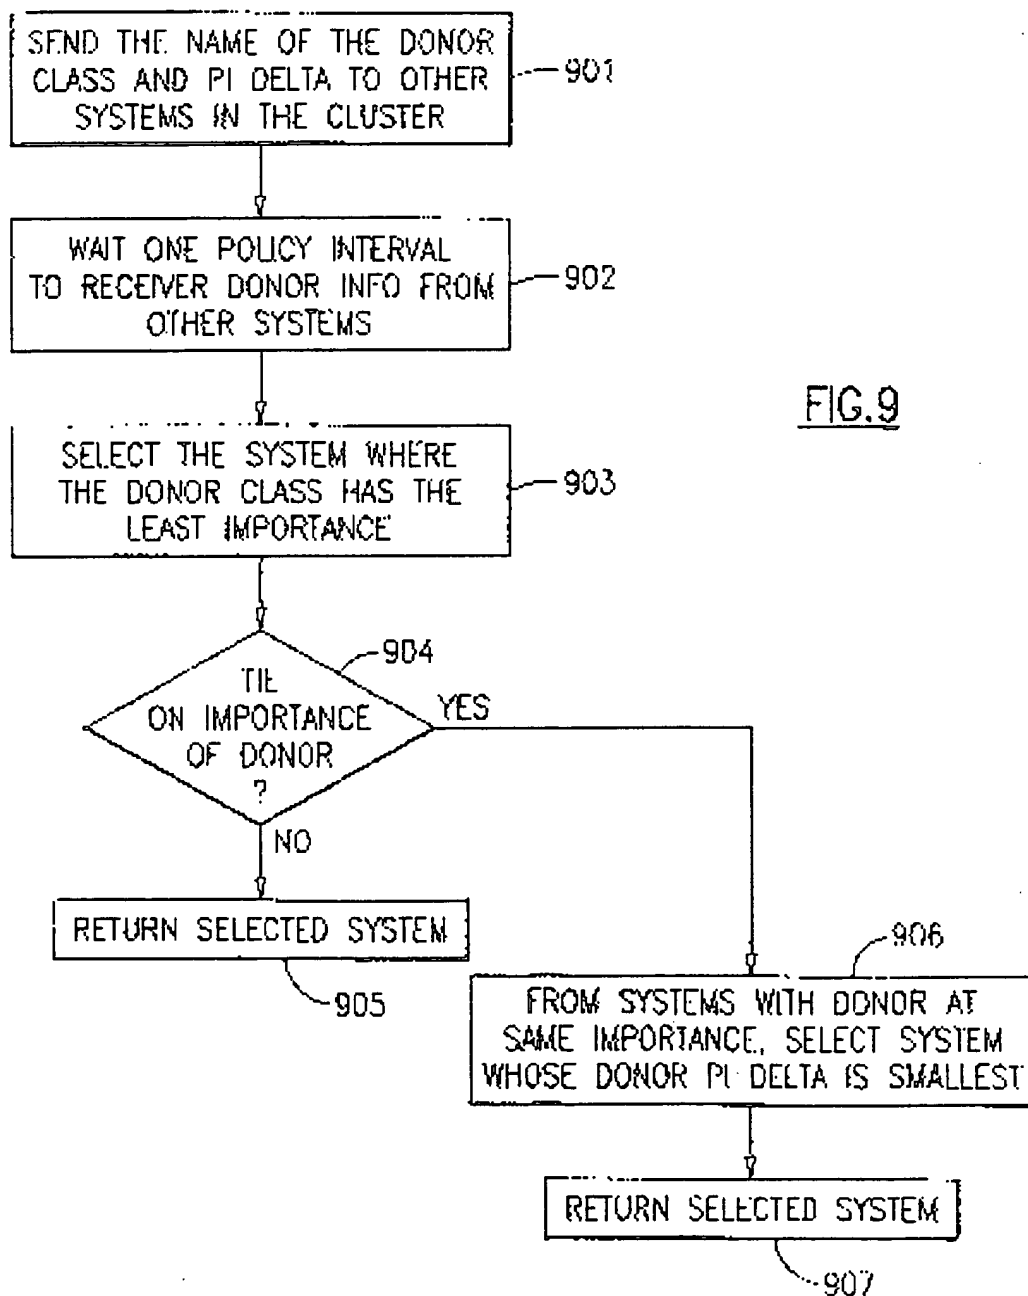 SEND THE NAME OF THE DONOR
CLASS AND PI DELTA TO OTHER
SYSTEMS IN THE CLUSTER
901
WAIT ONE POLICY INTERVAL
TO RECEIVER DONOR INFO FROM
OTHER SYSTEMS
902
FIG.9
SELECT THE SYSTEM WHERE
THE DONOR CLASS HAS THE
LEAST IMPORTANCE
903
904
TIE
ON IMPORTANCE
OF DONOR
?
YES
NO
RETURN SELECTED SYSTEM
905
906
FROM SYSTEMS WITH DONOR AT
SAME IMPORTANCE, SELECT SYSTEM
WHOSE DONOR PI DELTA IS SMALLEST
RETURN SELECTED SYSTEM
907